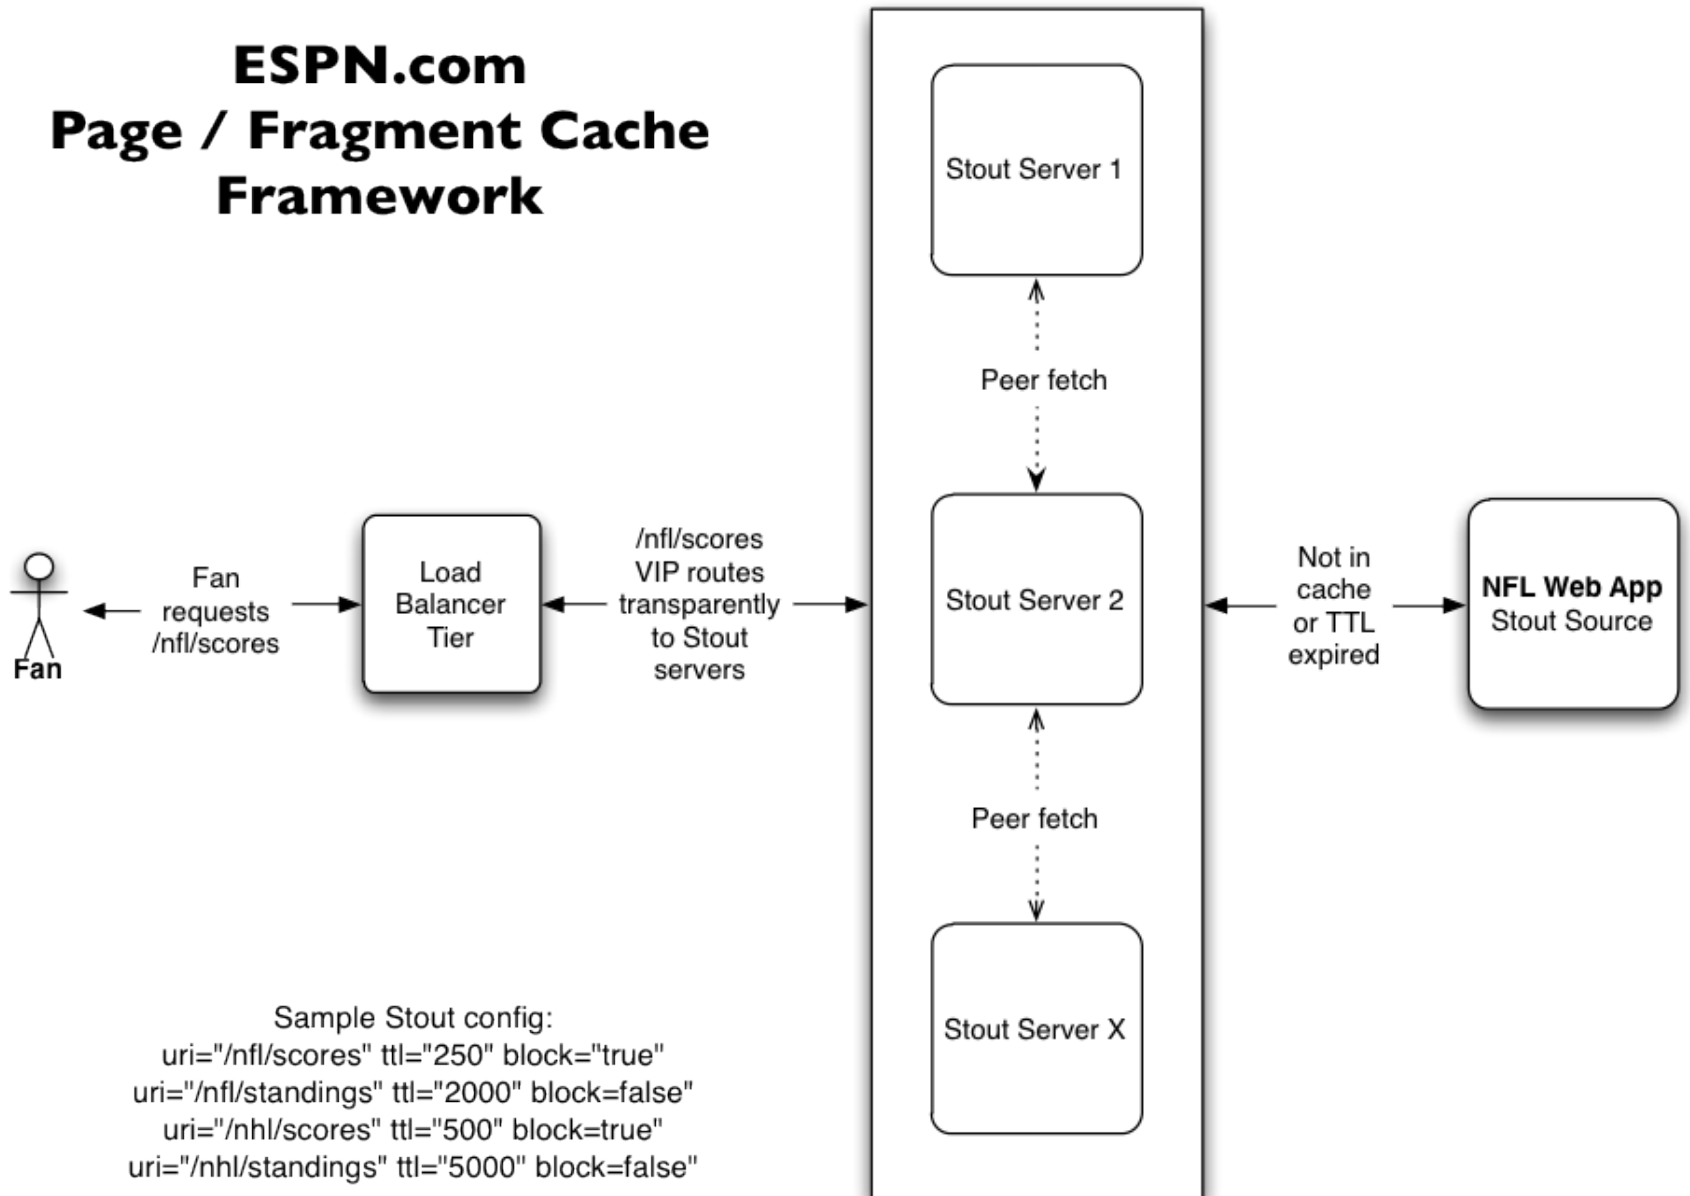 ESPN.com
Page / Fragment Cache
Framework
Stout Server 1
Peer fetch
Fan
requests
/nfl/scores
Fan
Load
Balancer
Tier
/nfl/scores
VIP routes
transparently
to Stout
servers
Stout Server 2
Not in
cache
or TTL
expired
NFL Web App
Stout Source
Peer fetch
Stout Server X
Sample Stout config:
uri="/nfl/scores" ttl="250" block="true"
uri="/nfl/standings" ttl="2000" block=false"
uri="/nhl/scores" ttl="500" block=true"
uri="/nhl/standings" ttl="5000" block=false"